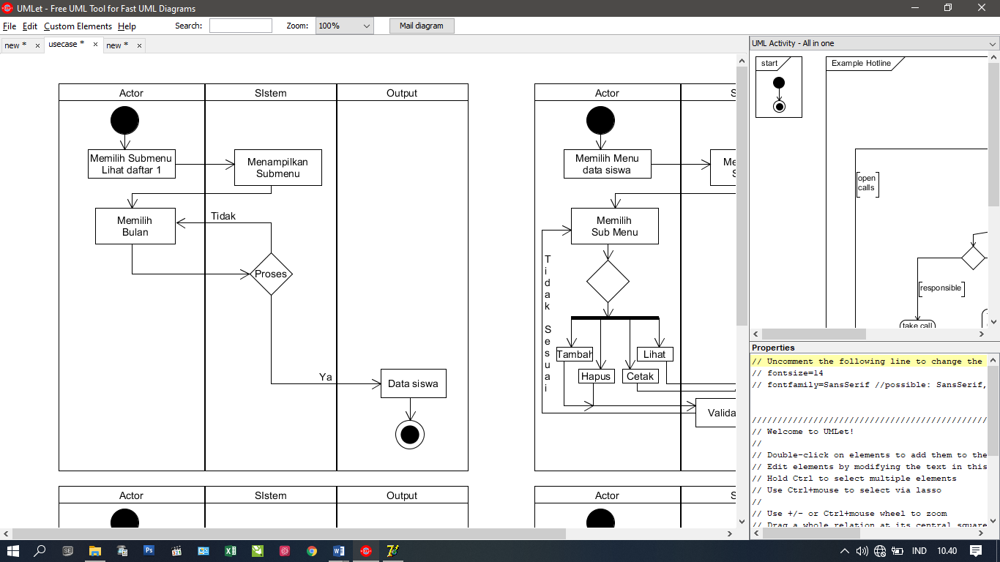 UMLet - Free UML Tool for Fast UML Diagrams
File Edit Custom Elements Help Search: Zoom: 100% Mail diagram
new * usecase * new *
Actor SIstem Output
Memilih Submenu
Lihat daftar 1
Menampilkan
Submenu
Memilih
Bulan
Tidak
Proses
Ya
Data siswa
Actor
S
Memilih Menu
data siswa
Me
S
Memilih
Sub Menu
Tidak Sesuai
Tambah
Hapus
Cetak
Lihat
Valida
Actor SIstem Output
Actor
S
UML Activity - All in one
start
Example Hotline
open
calls
responsible
take call
Properties
// Uncomment the following line to change the
// fontsize=14
// fontfamily=SansSerif //possible: SansSerif,
//////////////////////////////////////////////
// Welcome to UMLet!
//
// Double-click on elements to add them to the
// Edit elements by modifying the text in this
// Hold Ctrl to select multiple elements
// Use Ctrl+mouse to select via lasso
//
// Use +/- or Ctrl+mouse wheel to zoom
// Drag a whole relation at its central square
IND 10.40